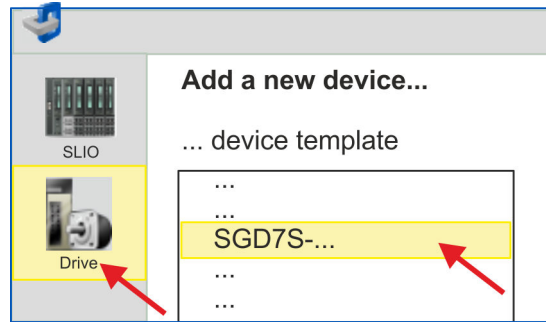 Add a new device...
SLIO
... device template
...
...
SGD7S-...
Drive
...
...